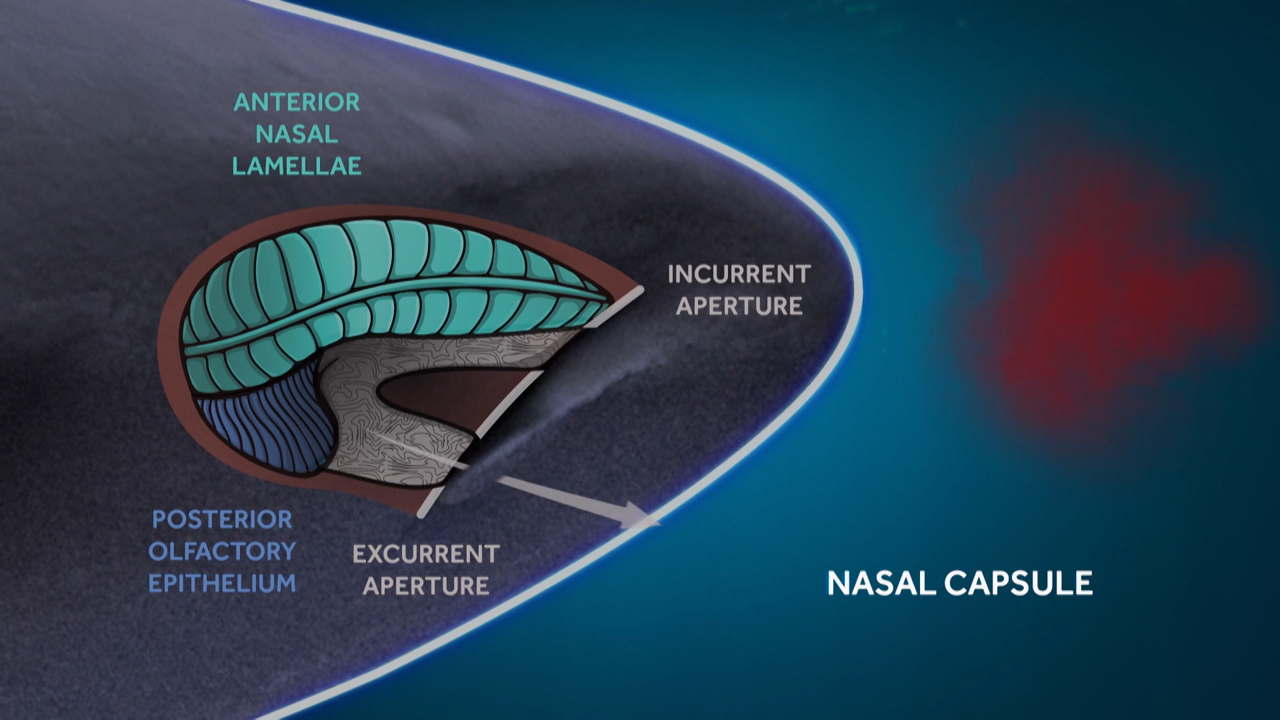 ANTERIOR
NASAL
LAMELLAE
INCURRENT
APERTURE
POSTERIOR
OLFACTORY
EPITHELIUM
EXCURRENT
APERTURE
NASAL CAPSULE